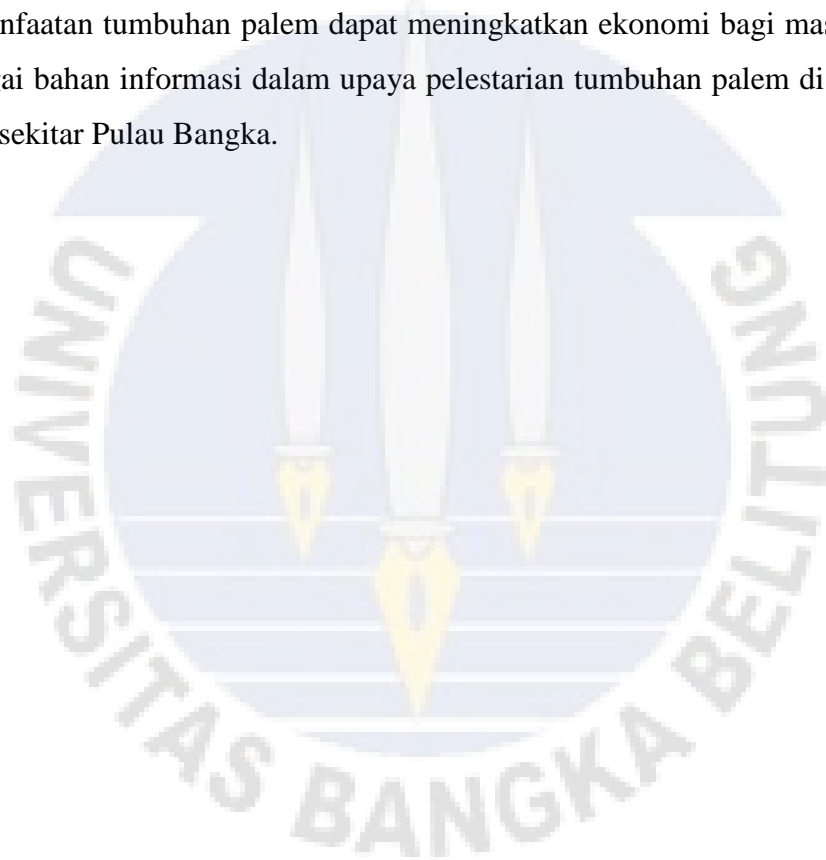 nfaatan tumbuhan palem dapat meningkatkan ekonomi bagi mas
gai bahan informasi dalam upaya pelestarian tumbuhan palem di
sekitar Pulau Bangka.
UNIVERSITAS BANGKA BELITUNG